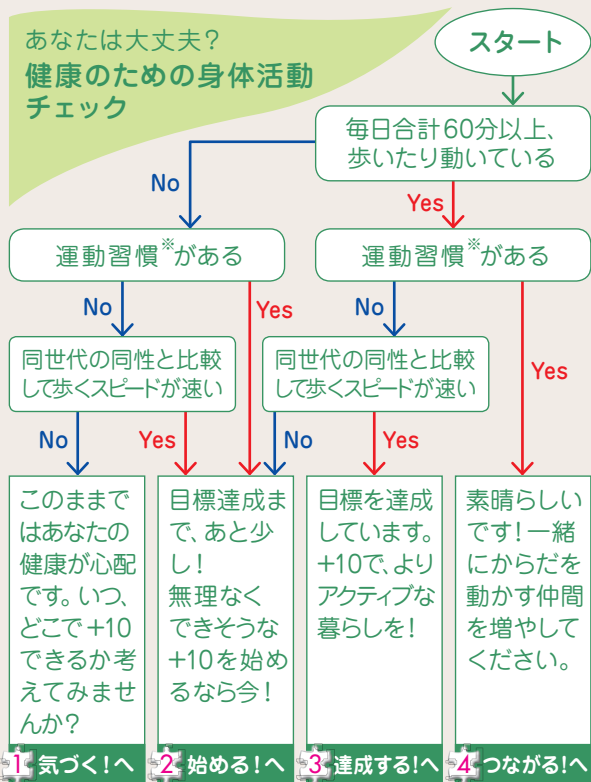 あなたは大丈夫?
健康のための身体活動
チェック
スタート
毎日合計60分以上、
歩いたり動いている
No
Yes
運動習慣※がある
運動習慣※がある
No
Yes
No
Yes
同世代の同性と比較
して歩くスピードが速い
同世代の同性と比較
して歩くスピードが速い
No
Yes
No
Yes
このままで
はあなたの
健康が心配
です。いつ、
どこで+10
できるか考
えてみませ
んか?
目標達成ま
で、あと少
し!
無理なく
できそうな
+10を始め
るなら今!
目標を達成
しています。
+10で、より
アクティブな
暮らしを!
素晴らしい
です!一緒
にからだを
動かす仲間
を増やして
ください。
1 気づく!へ
2 始める!へ
3 達成する!へ
4 つながる!へ